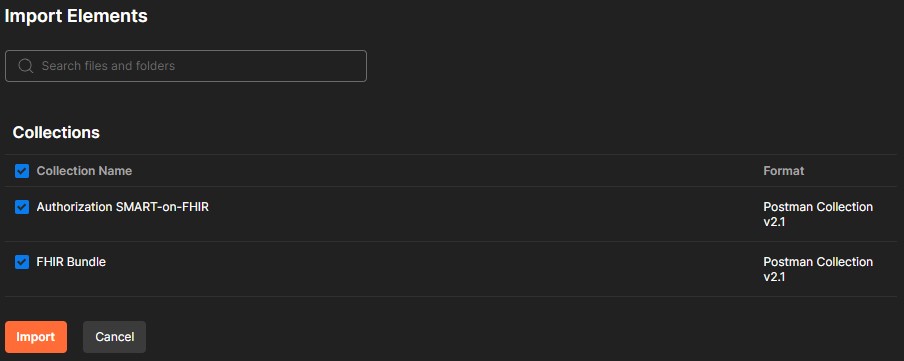 Import Elements
Search files and folders
Collections
Collection Name Format
Authorization SMART-on-FHIR Postman Collection
v2.1
FHIR Bundle Postman Collection
v2.1
Import Cancel